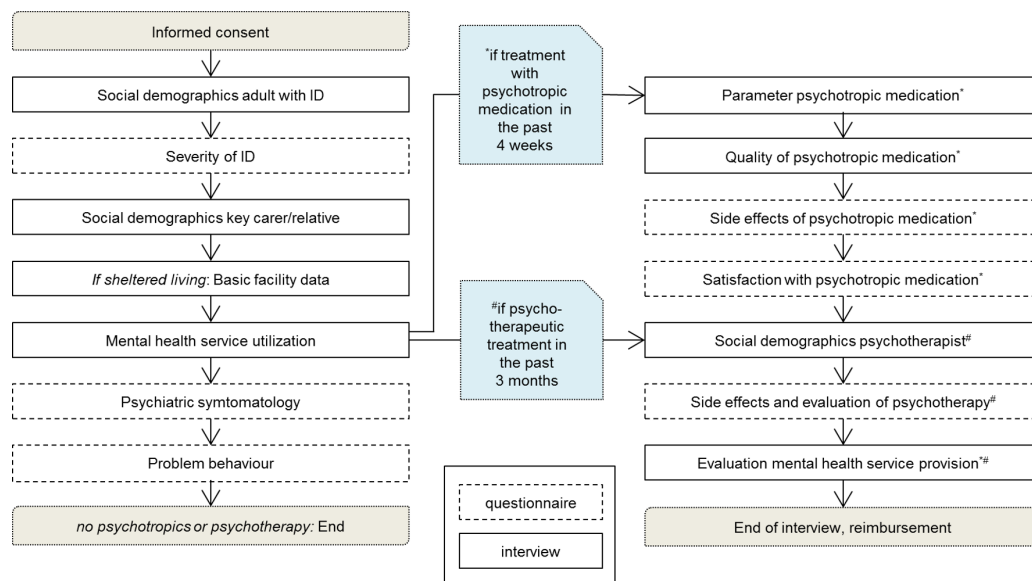 Informed consent
Social demographics adult with ID
Severity of ID
Social demographics key carer/relative
If sheltered living: Basic facility data
Mental health service utilization
Psychiatric symtomatology
Problem behaviour
no psychotropics or psychotherapy: End
*if treatment
with
psychotropic
medication in
the past
4 weeks
#if psycho-
therapeutic
treatment in
the past
3 months
questionnaire
interview
Parameter psychotropic medication*
Quality of psychotropic medication*
Side effects of psychotropic medication*
Satisfaction with psychotropic medication*
Social demographics psychotherapist#
Side effects and evaluation of psychotherapy#
Evaluation mental health service provision*#
End of interview, reimbursement